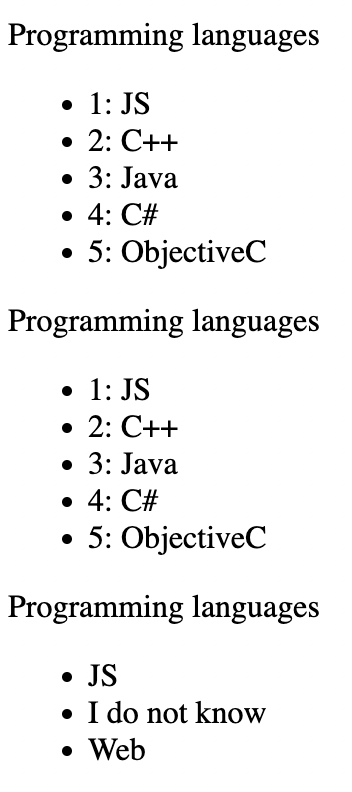 Programming languages
1: JS
2: C++
3: Java
4: C#
5: ObjectiveC
Programming languages
1: JS
2: C++
3: Java
4: C#
5: ObjectiveC
Programming languages
JS
I do not know
Web